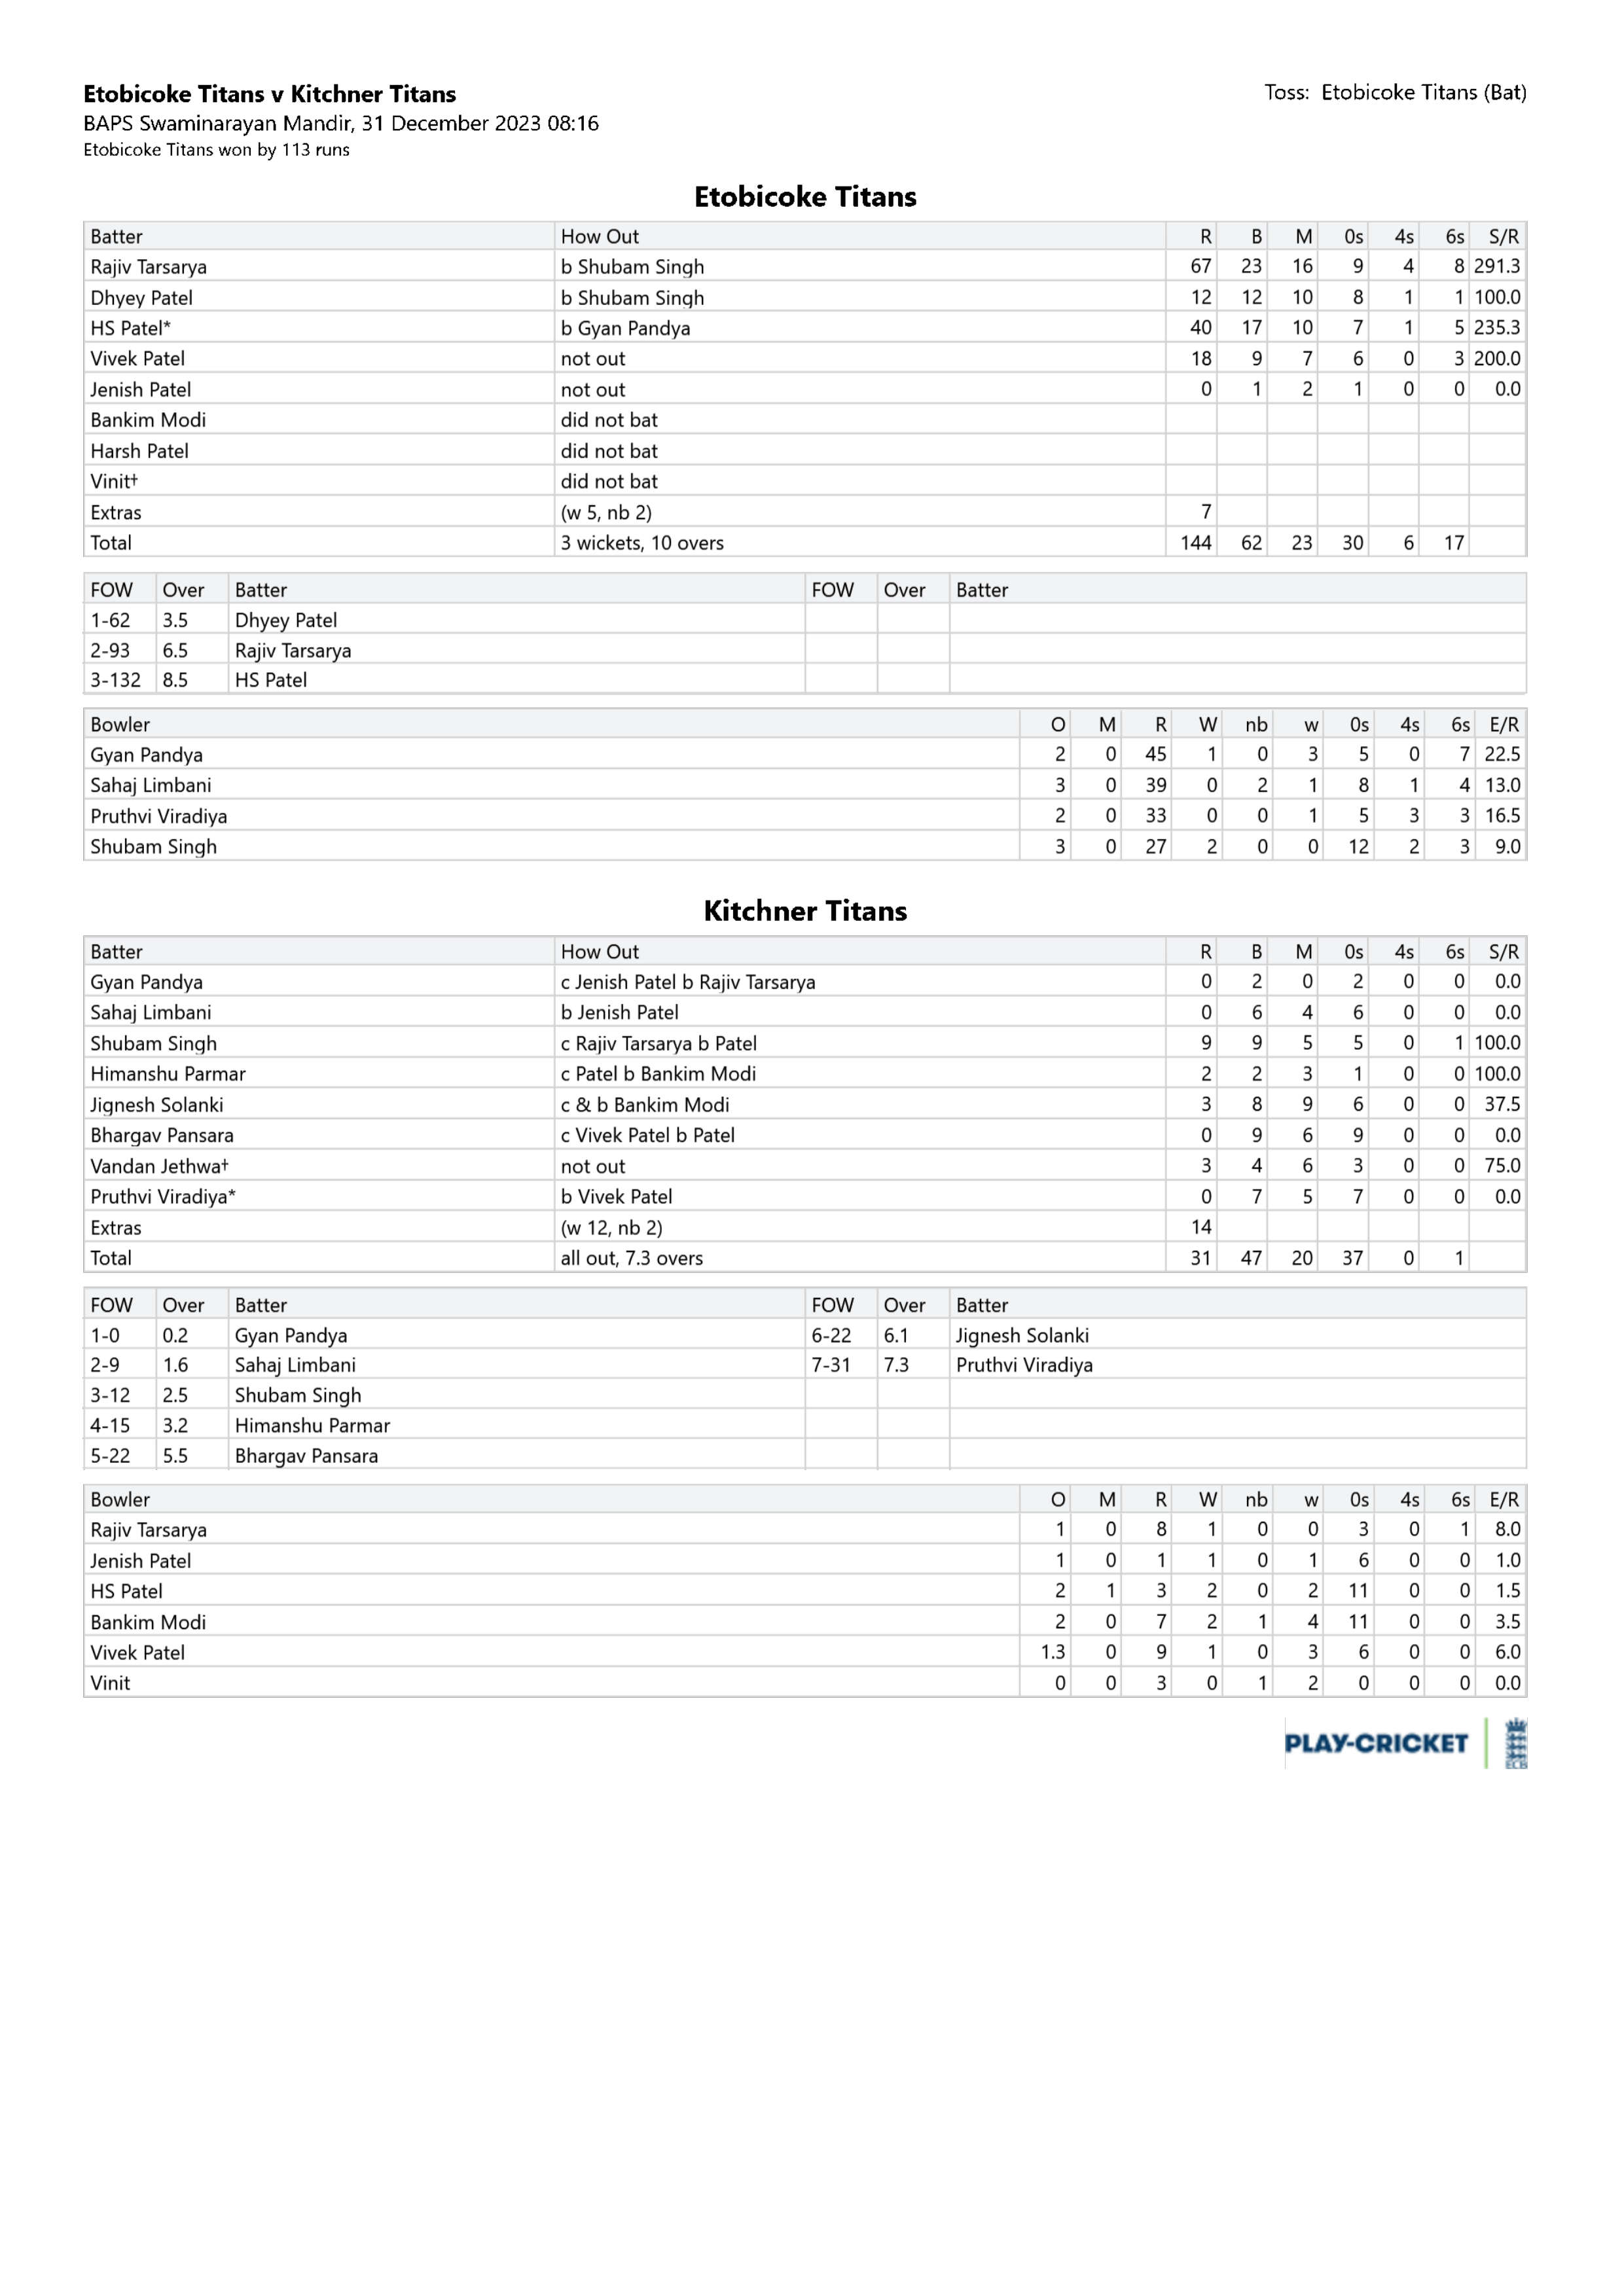 Etobicoke Titans v Kitchner Titans
Toss: Etobicoke Titans (Bat)
BAPS Swaminarayan Mandir, 31 December 2023 08:16
Etobicoke Titans won by 113 runs
Etobicoke Titans
Batter How Out R B M 0s 4s 6s S/R
Rajiv Tarsarya b Shubam Singh 67 23 16 9 4 8 291.3
Dhyey Patel b Shubam Singh 12 12 10 8 1 1 100.0
HS Patel* b Gyan Pandya 40 17 10 7 1 5 235.3
Vivek Patel not out 18 9 7 6 0 3 200.0
Jenish Patel not out 0 1 2 1 0 0 0.0
Bankim Modi did not bat
Harsh Patel did not bat
Vinit† did not bat
Extras (w 5, nb 2) 7
Total 3 wickets, 10 overs 144 62 23 30 6 17
FOW Over Batter FOW Over Batter
1-62 3.5 Dhyey Patel
2-93 6.5 Rajiv Tarsarya
3-132 8.5 HS Patel
Bowler O M R W nb w 0s 4s 6s E/R
Gyan Pandya 2 0 45 1 0 3 5 0 7 22.5
Sahaj Limbani 3 0 39 0 2 1 8 1 4 13.0
Pruthvi Viradiya 2 0 33 0 0 1 5 3 3 16.5
Shubam Singh 3 0 27 2 0 0 12 2 3 9.0
Kitchner Titans
Batter How Out R B M 0s 4s 6s S/R
Gyan Pandya c Jenish Patel b Rajiv Tarsarya 0 2 0 2 0 0 0.0
Sahaj Limbani b Jenish Patel 0 6 4 6 0 0 0.0
Shubam Singh c Rajiv Tarsarya b Patel 9 9 5 5 0 1 100.0
Himanshu Parmar c Patel b Bankim Modi 2 2 3 1 0 0 100.0
Jignesh Solanki c & b Bankim Modi 3 8 9 6 0 0 37.5
Bhargav Pansara c Vivek Patel b Patel 0 9 6 9 0 0 0.0
Vandan Jethwa† not out 3 4 6 3 0 0 75.0
Pruthvi Viradiya* b Vivek Patel 0 7 5 7 0 0 0.0
Extras (w 12, nb 2) 14
Total all out, 7.3 overs 31 47 20 37 0 1
FOW Over Batter FOW Over Batter
1-0 0.2 Gyan Pandya 6-22 6.1 Jignesh Solanki
2-9 1.6 Sahaj Limbani 7-31 7.3 Pruthvi Viradiya
3-12 2.5 Shubam Singh
4-15 3.2 Himanshu Parmar
5-22 5.5 Bhargav Pansara
Bowler O M R W nb w 0s 4s 6s E/R
Rajiv Tarsarya 1 0 8 1 0 0 3 0 1 8.0
Jenish Patel 1 0 1 1 0 1 6 0 0 1.0
HS Patel 2 1 3 2 0 2 11 0 0 1.5
Bankim Modi 2 0 7 2 1 4 11 0 0 3.5
Vivek Patel 1.3 0 9 1 0 3 6 0 0 6.0
Vinit 0 0 3 0 1 2 0 0 0 0.0
PLAY-CRICKET
ECB